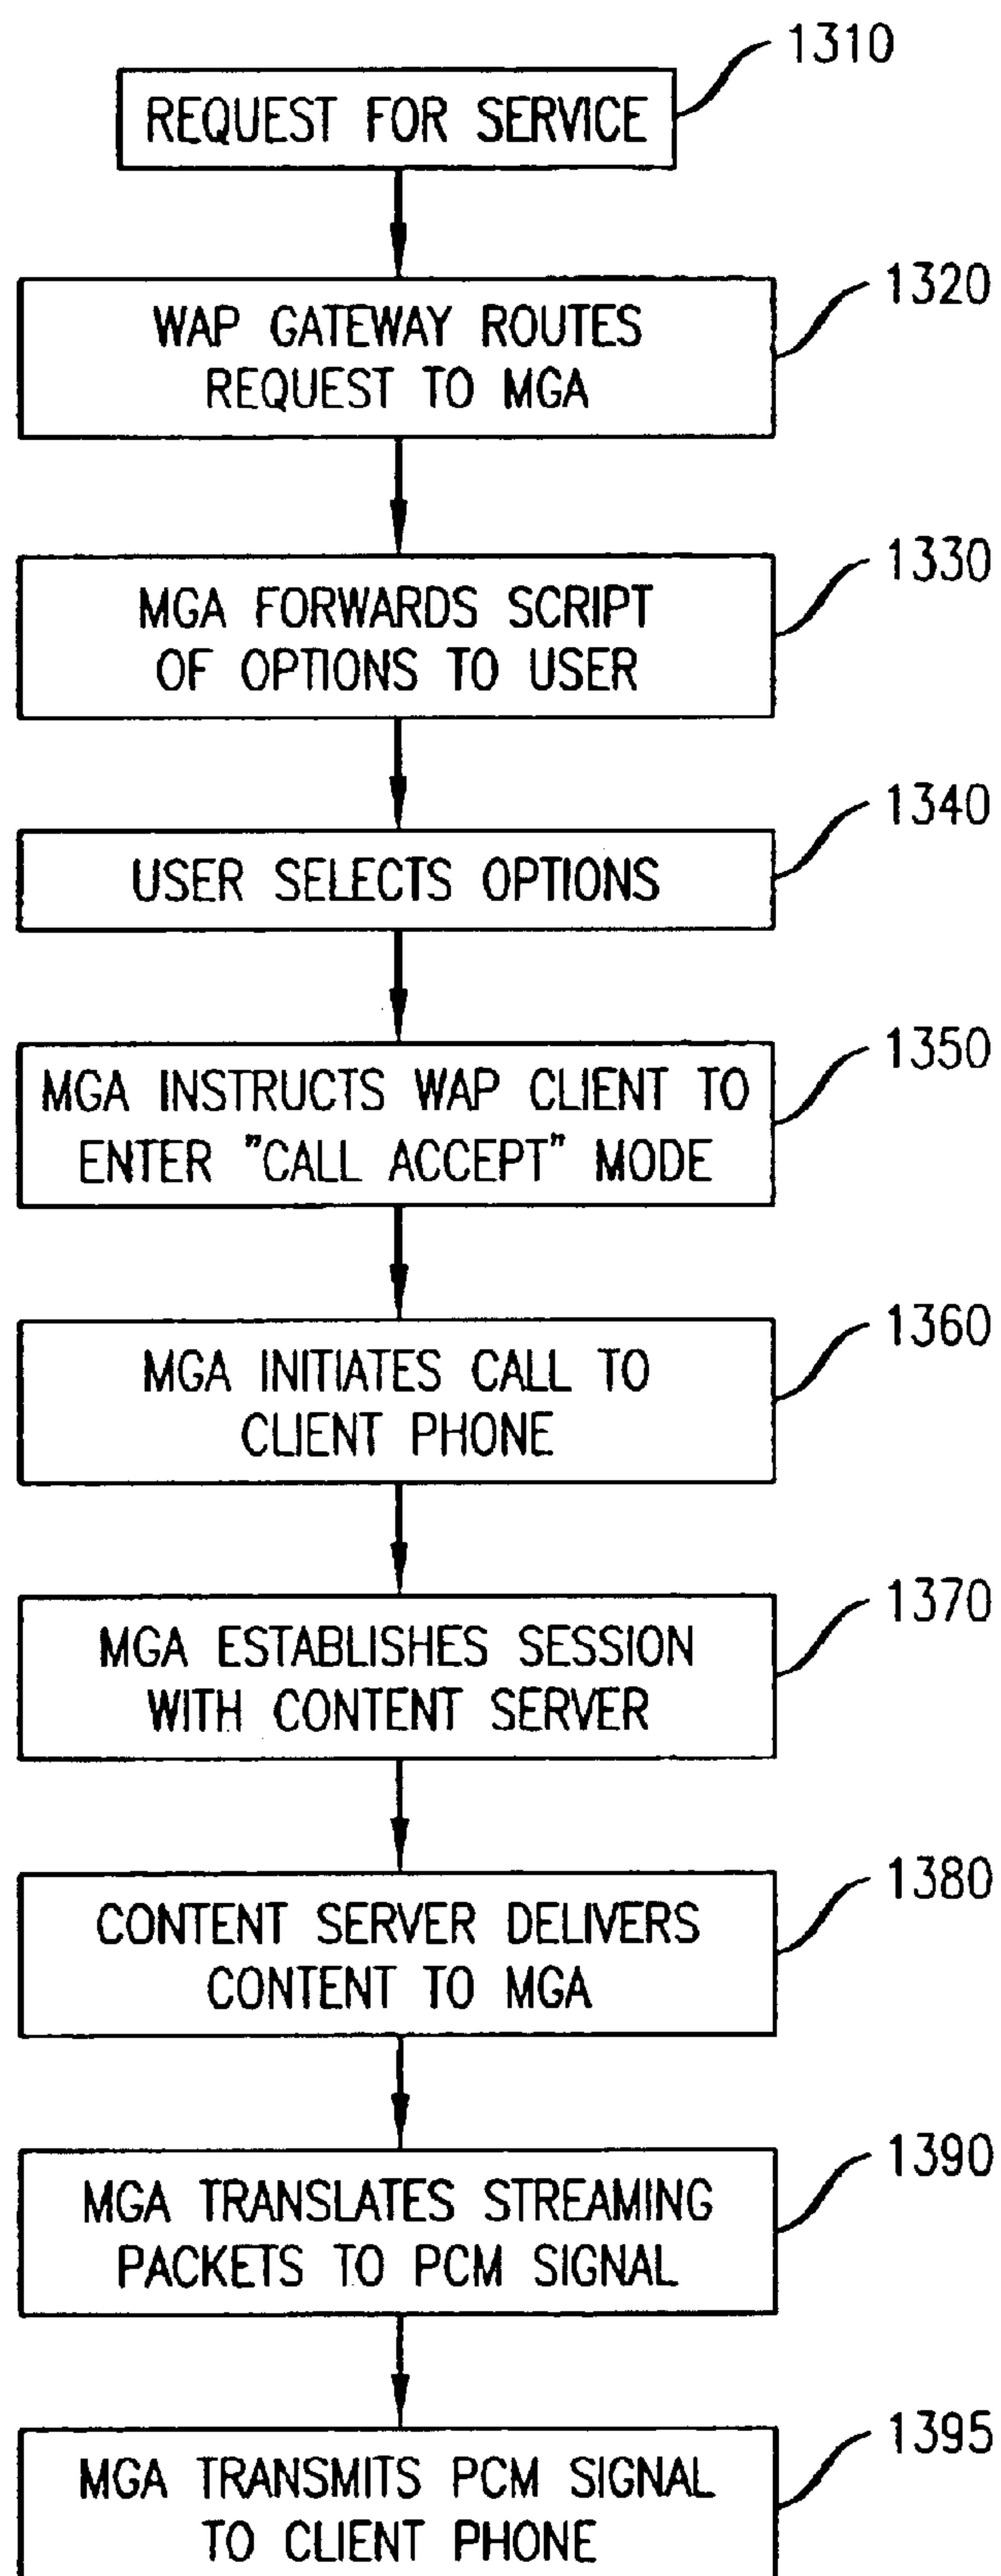 1310
REQUEST FOR SERVICE
1320
WAP GATEWAY ROUTES
REQUEST TO MGA
1330
MGA FORWARDS SCRIPT
OF OPTIONS TO USER
1340
USER SELECTS OPTIONS
1350
MGA INSTRUCTS WAP CLIENT TO
ENTER "CALL ACCEPT" MODE
1360
MGA INITIATES CALL TO
CLIENT PHONE
1370
MGA ESTABLISHES SESSION
WITH CONTENT SERVER
1380
CONTENT SERVER DELIVERS
CONTENT TO MGA
1390
MGA TRANSLATES STREAMING
PACKETS TO PCM SIGNAL
1395
MGA TRANSMITS PCM SIGNAL
TO CLIENT PHONE